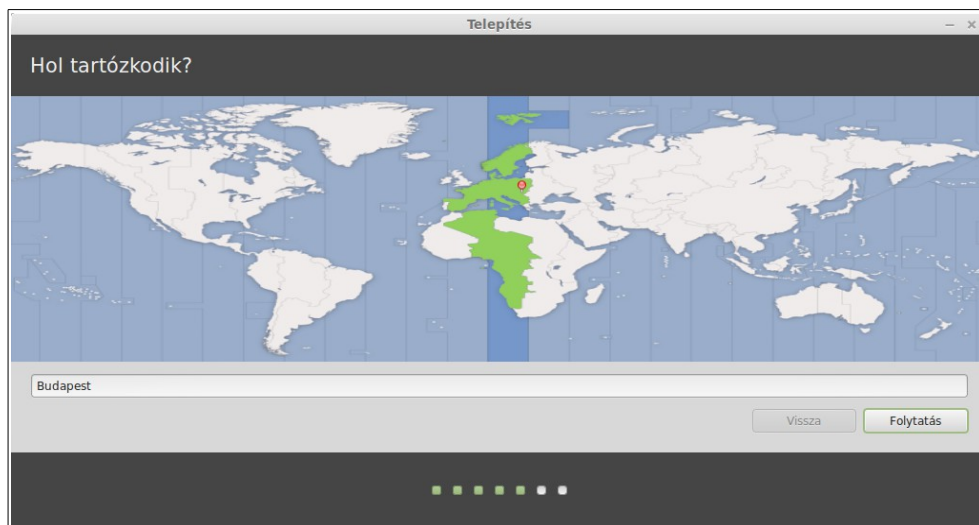 Telepítés
Hol tartózkodik?
Budapest
Vissza
Folytatás